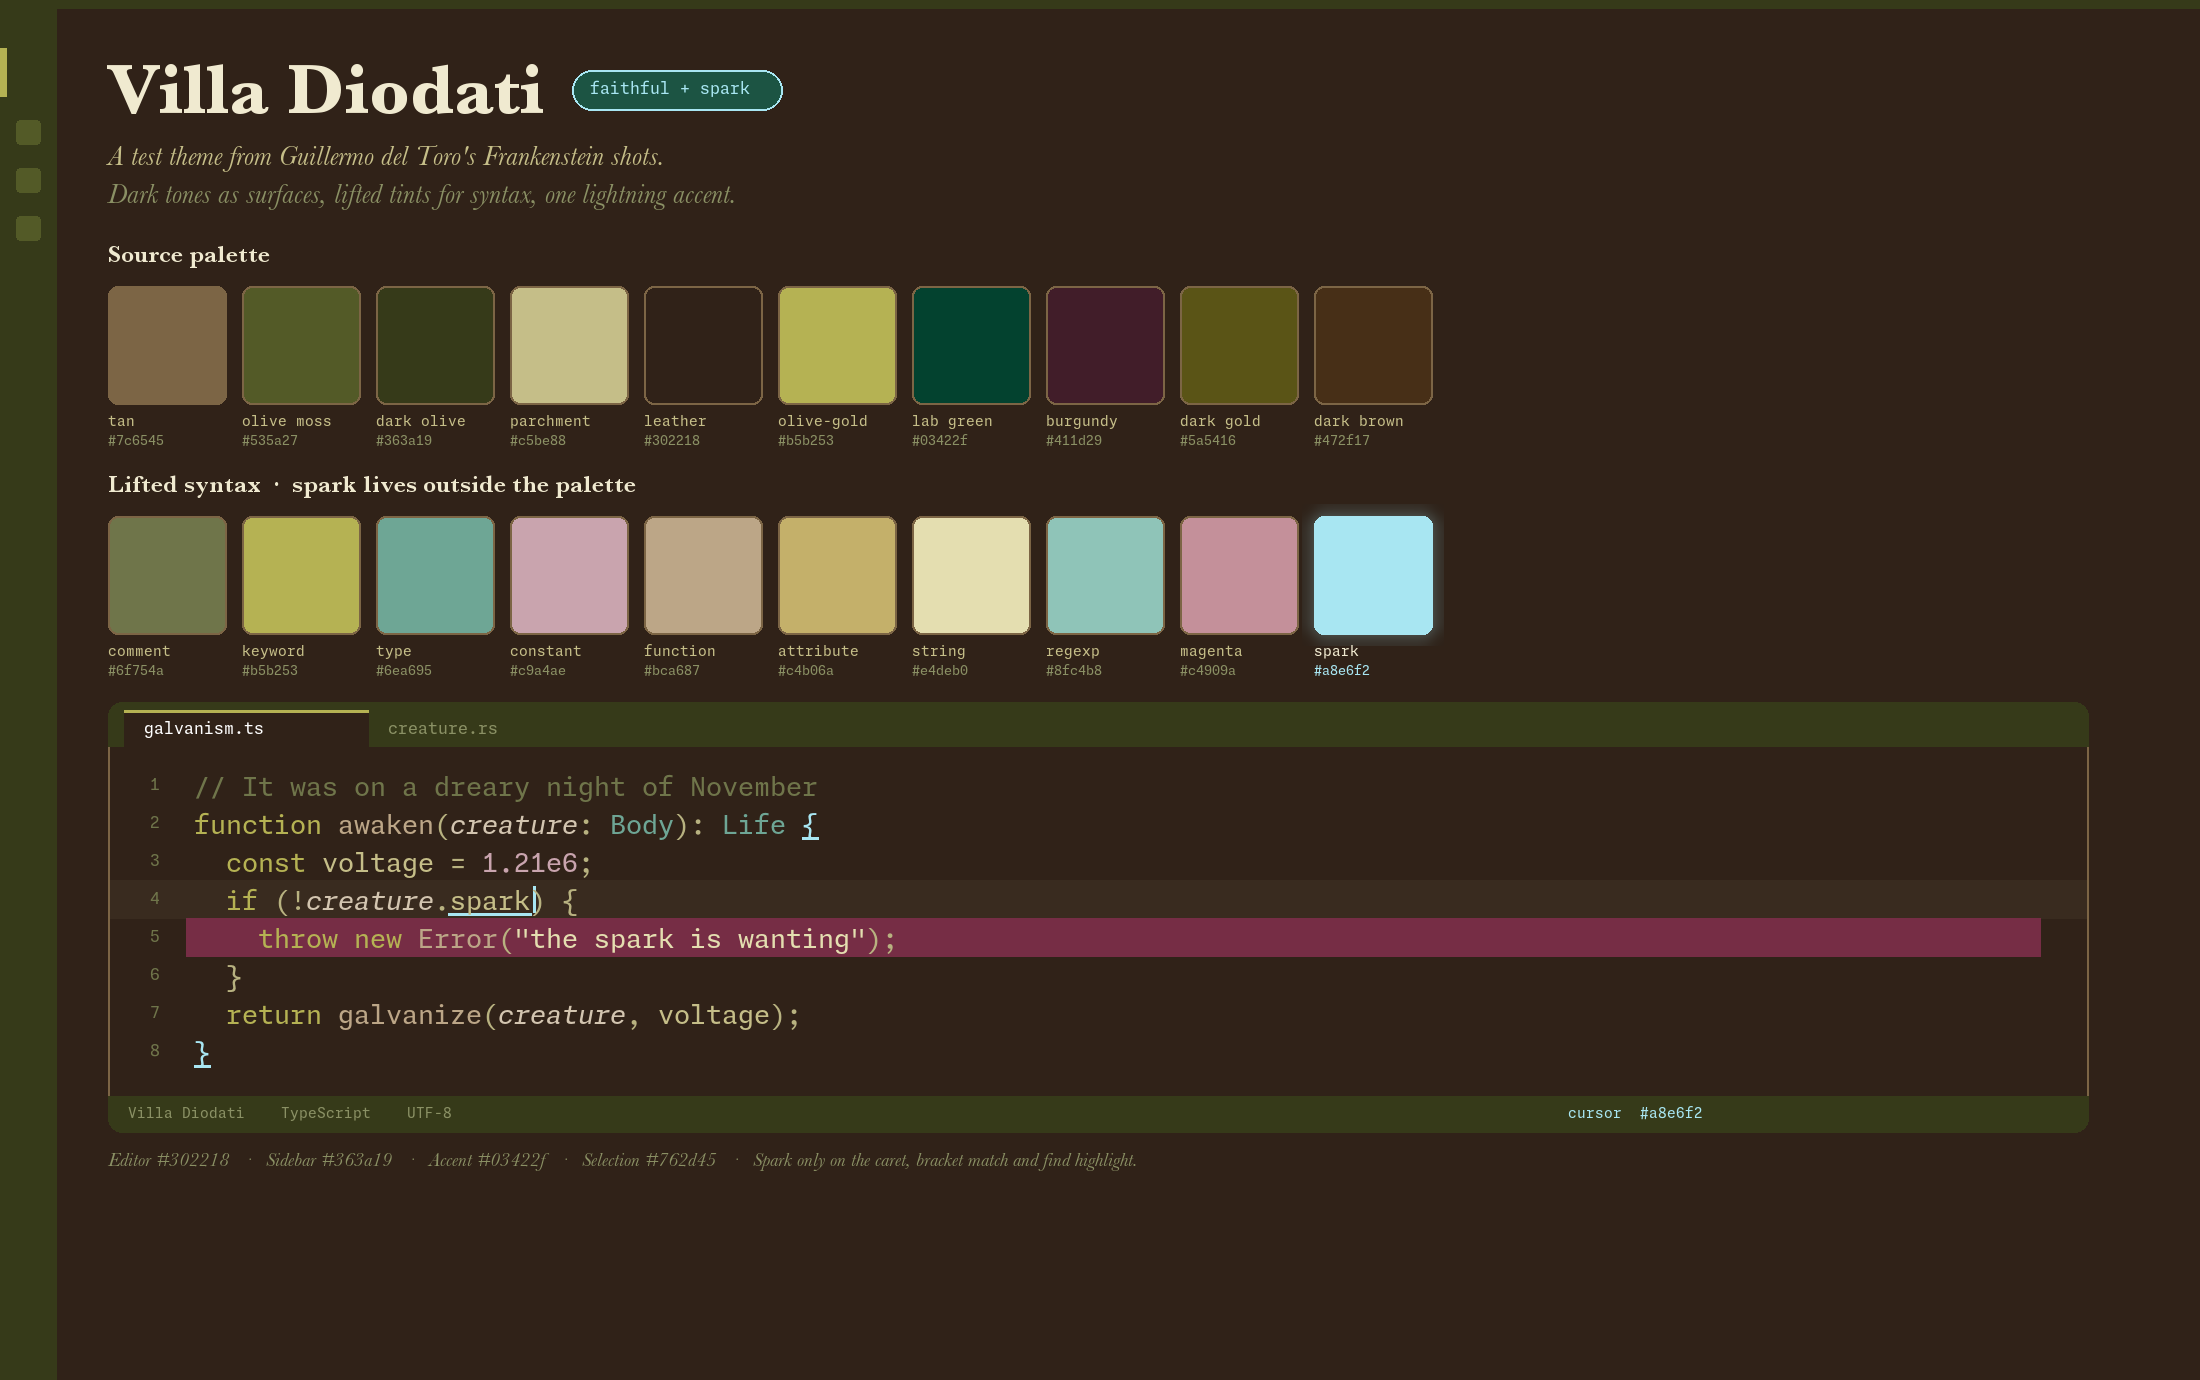 Villa Diodati
faithful + spark
A test theme from Guillermo del Toro's Frankenstein shots.
Dark tones as surfaces, lifted tints for syntax, one lightning accent.
Source palette
tan olive moss dark olive parchment leather olive-gold lab green burgundy dark gold dark brown
#7c6545 #535a27 #363a19 #c5be88 #302218 #b5b253 #03422f #411d29 #5a5416 #472f17
Lifted syntax · spark lives outside the palette
comment keyword type constant function attribute string regexp magenta spark
#6f754a #b5b253 #6ea695 #c9a4ae #bca687 #c4b06a #e4deb0 #8fc4b8 #c4909a #a8e6f2
galvanism.ts creature.rs
1 // It was on a dreary night of November
2 function awaken(creature: Body): Life {
3 const voltage = 1.21e6;
4 if (!creature.spark) {
5 throw new Error("the spark is wanting");
6 }
7 return galvanize(creature, voltage);
8 }
Villa Diodati TypeScript UTF-8 cursor #a8e6f2
Editor #302218 · Sidebar #363a19 · Accent #03422f · Selection #762d45 · Spark only on the caret, bracket match and find highlight.